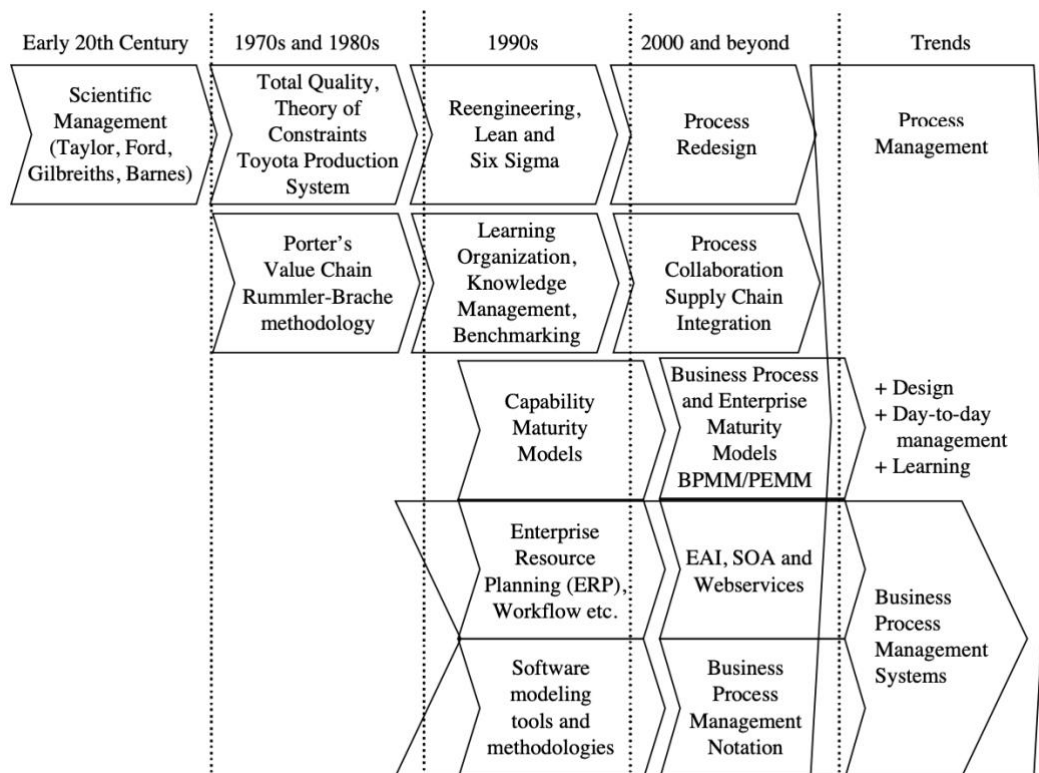 Early 20th Century
1970s and 1980s
1990s
2000 and beyond
Trends
Scientific
Management
(Taylor, Ford,
Gilbreiths, Barnes)
Total Quality,
Theory of
Constraints
Toyota Production
System
Reengineering,
Lean and
Six Sigma
Process
Redesign
Process
Management
Porter's
Value Chain
Rummler-Brache
methodology
Learning
Organization,
Knowledge
Management,
Benchmarking
Process
Collaboration
Supply Chain
Integration
Capability
Maturity
Models
Business Process
and Enterprise
Maturity
Models
BPMM/PEMM
+ Design
+ Day-to-day
management
+ Learning
Enterprise
Resource
Planning (ERP),
Workflow etc.
EAI, SOA and
Webservices
Business
Process
Management
Systems
Software
modeling
tools and
methodologies
Business
Process
Management
Notation